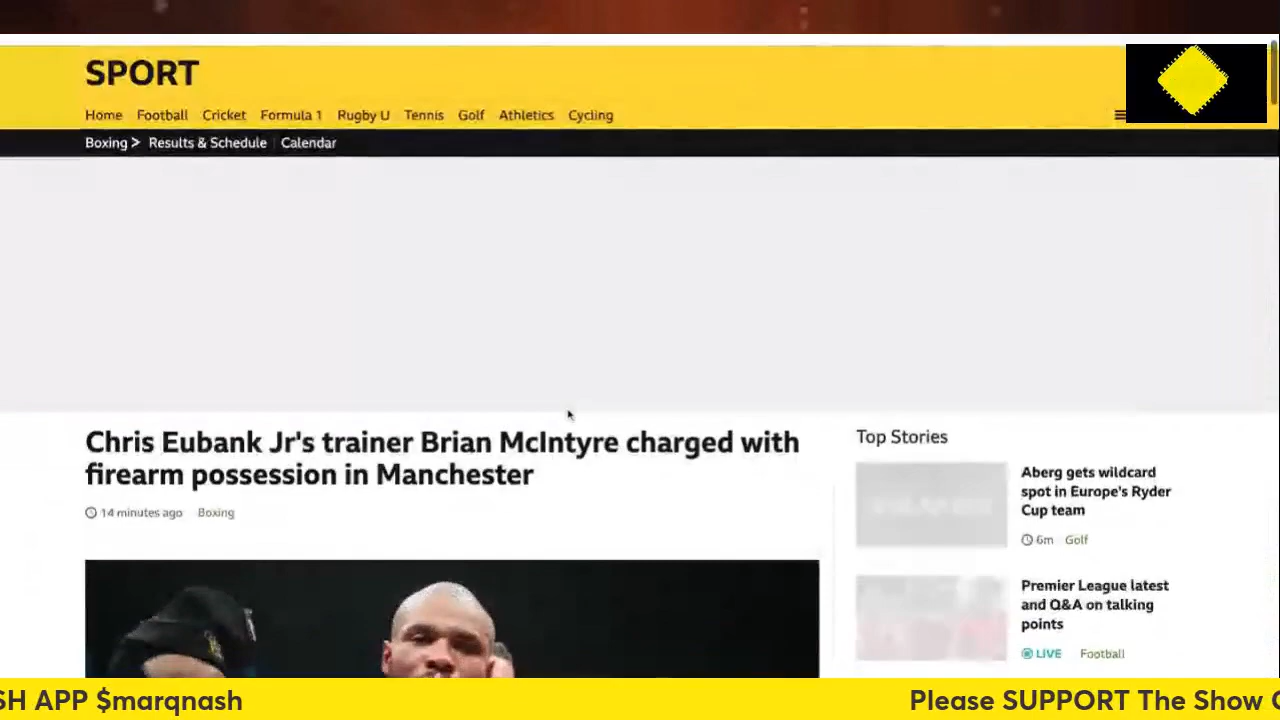 SPORT
Home Football Cricket Formula 1 Rugby U Tennis Golf Athletics Cycling
Boxing > Results & Schedule Calendar
Chris Eubank Jr's trainer Brian McIntyre charged with
firearm possession in Manchester
14 minutes ago Boxing
Top Stories
Aberg gets wildcard
spot in Europe's Ryder
Cup team
6m Golf
Premier League latest
and Q&A on talking
points
LIVE Football
SH APP $marqnash Please SUPPORT The Show